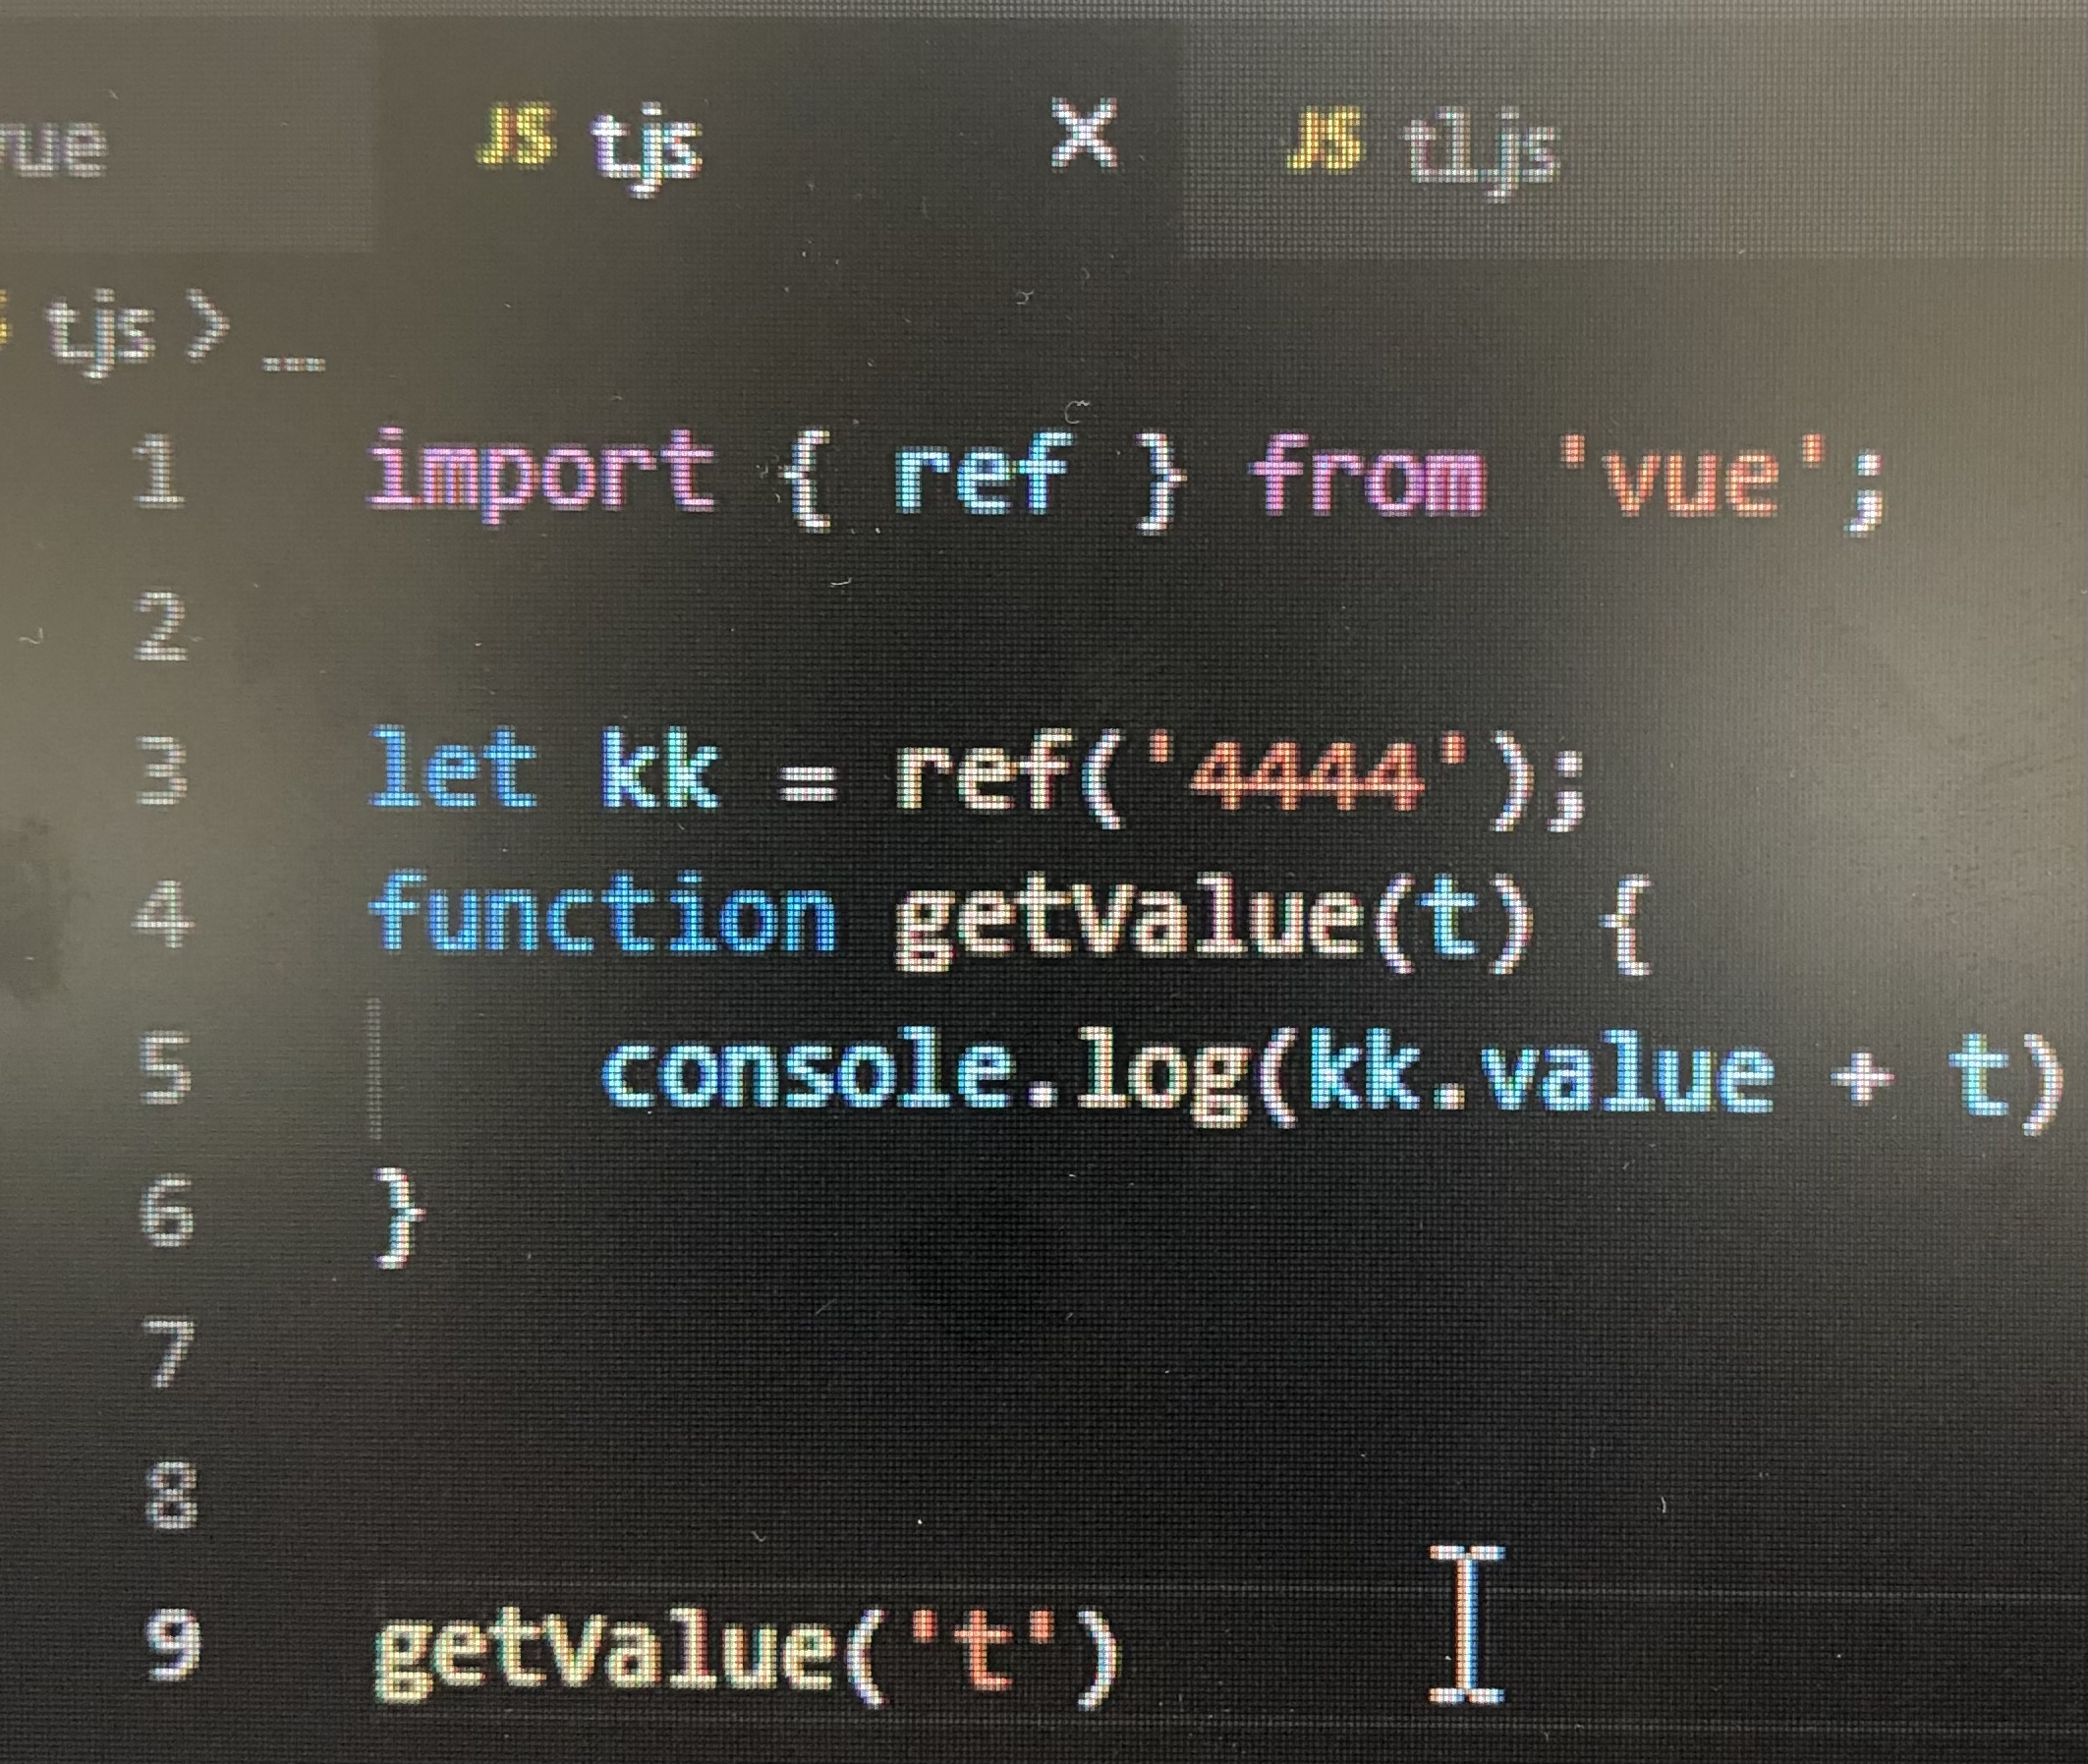 vue JS t.js X JS t1.js
t.js > ...
1 import { ref } from 'vue';
2
3 let kk = ref('4444');
4 function getValue(t) {
5 console.log(kk.value + t)
6 }
7
8
9 getValue('t')